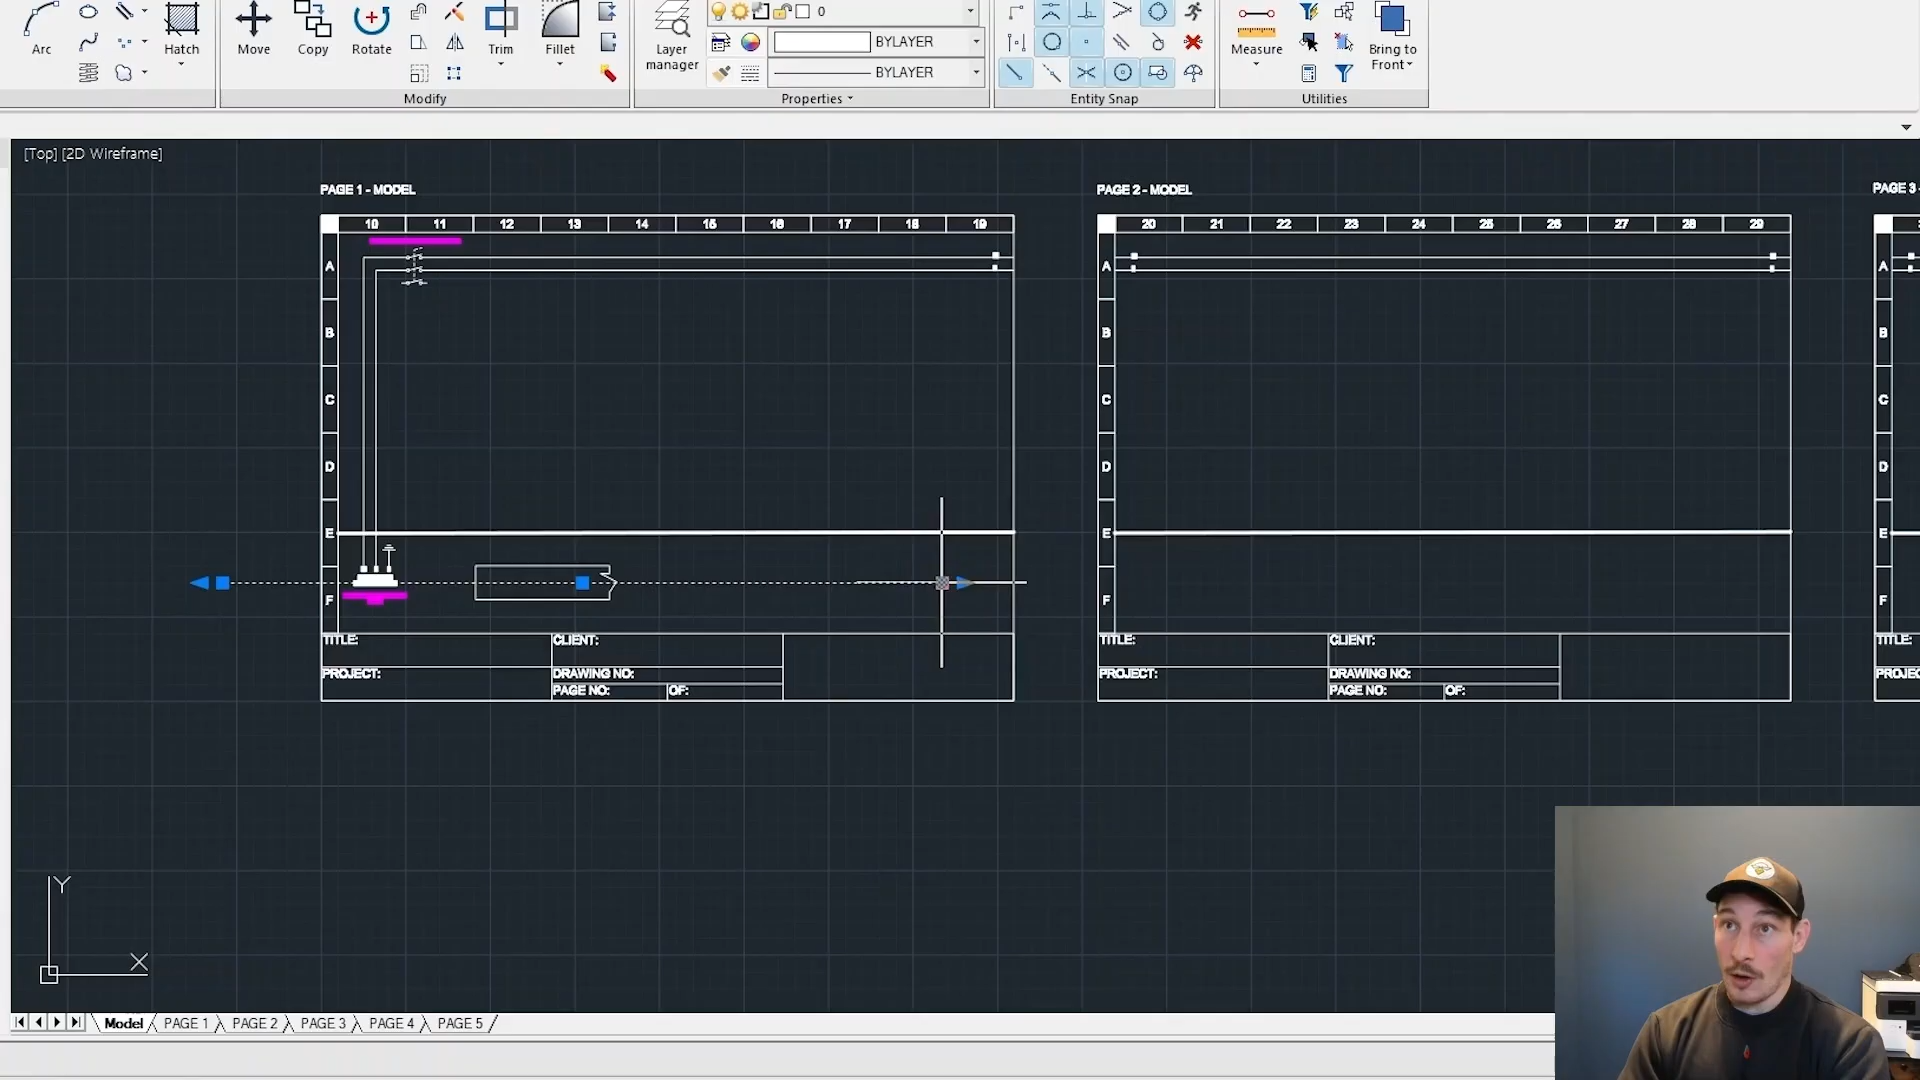 Arc
Hatch
Move
Copy
Rotate
Trim
Fillet
Layer
manager
0
BYLAYER
BYLAYER
Measure
Bring to
Front
Modify
Properties
Entity Snap
Utilities
[Top] [2D Wireframe]
PAGE 1 - MODEL
10 11 12 13 14 15 16 17 18 19
A
B
C
D
E
F
TITLE:
CLIENT:
PROJECT:
DRAWING NO:
PAGE NO:
OF:
PAGE 2 - MODEL
20 21 22 23 24 25 26 27 28 29
A
B
C
D
E
F
TITLE:
CLIENT:
PROJECT:
DRAWING NO:
PAGE NO:
OF:
PAGE 3
A
B
C
D
E
F
TITLE:
Y
X
Model PAGE 1 PAGE 2 PAGE 3 PAGE 4 PAGE 5